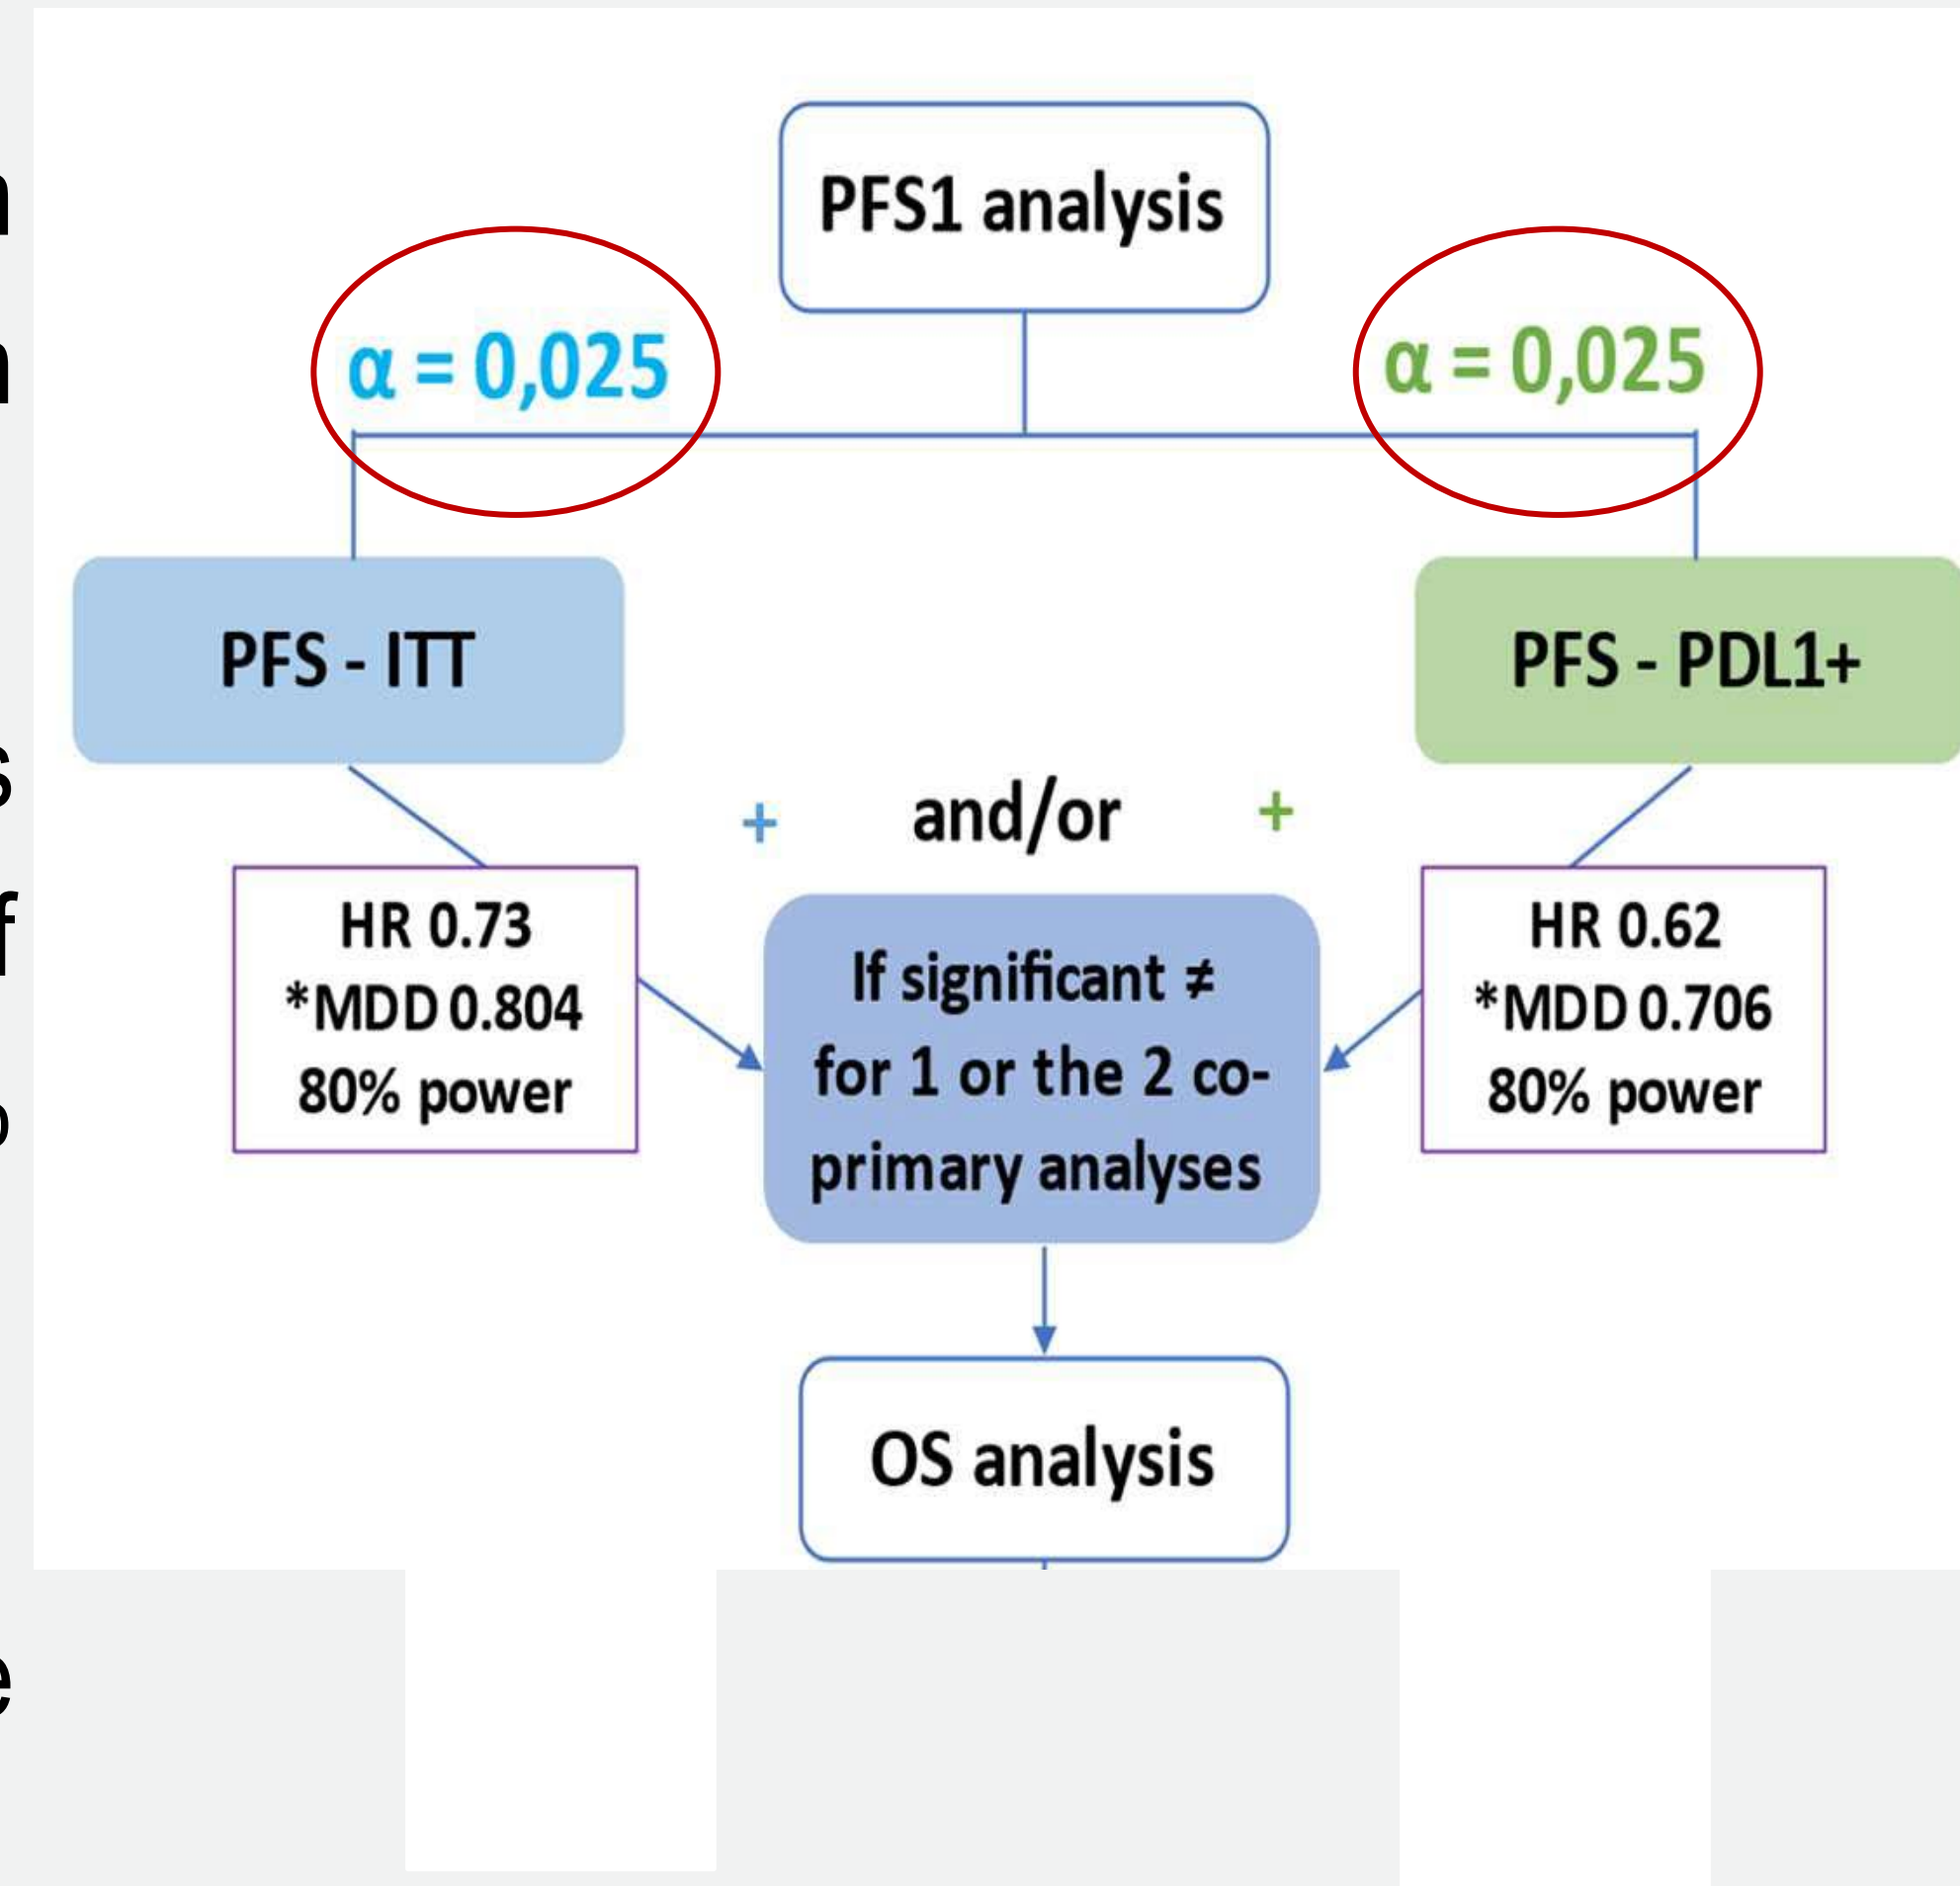 PFS1 analysis
α = 0,025
α = 0,025
PFS - ITT
PFS - PDL1+
+ and/or +
HR 0.73
*MDD 0.804
80% power
If significant ≠
for 1 or the 2 co-
primary analyses
HR 0.62
*MDD 0.706
80% power
OS analysis